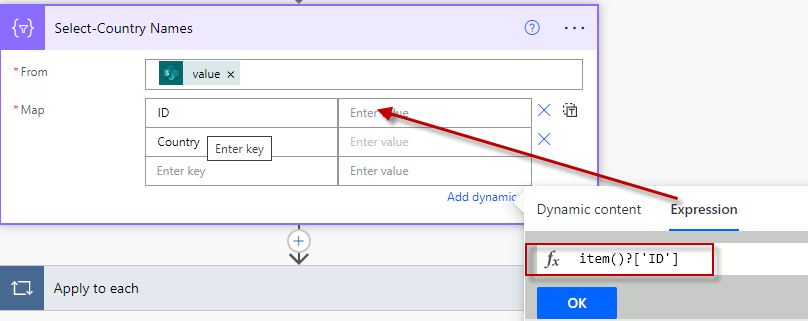 Select-Country Names
? ...
* From
value ×
* Map
ID
Enter value
Country
Enter value
Enter key
Enter key
Enter value
Add dynamic
Dynamic content
Expression
fx item()?['ID']
OK
Apply to each